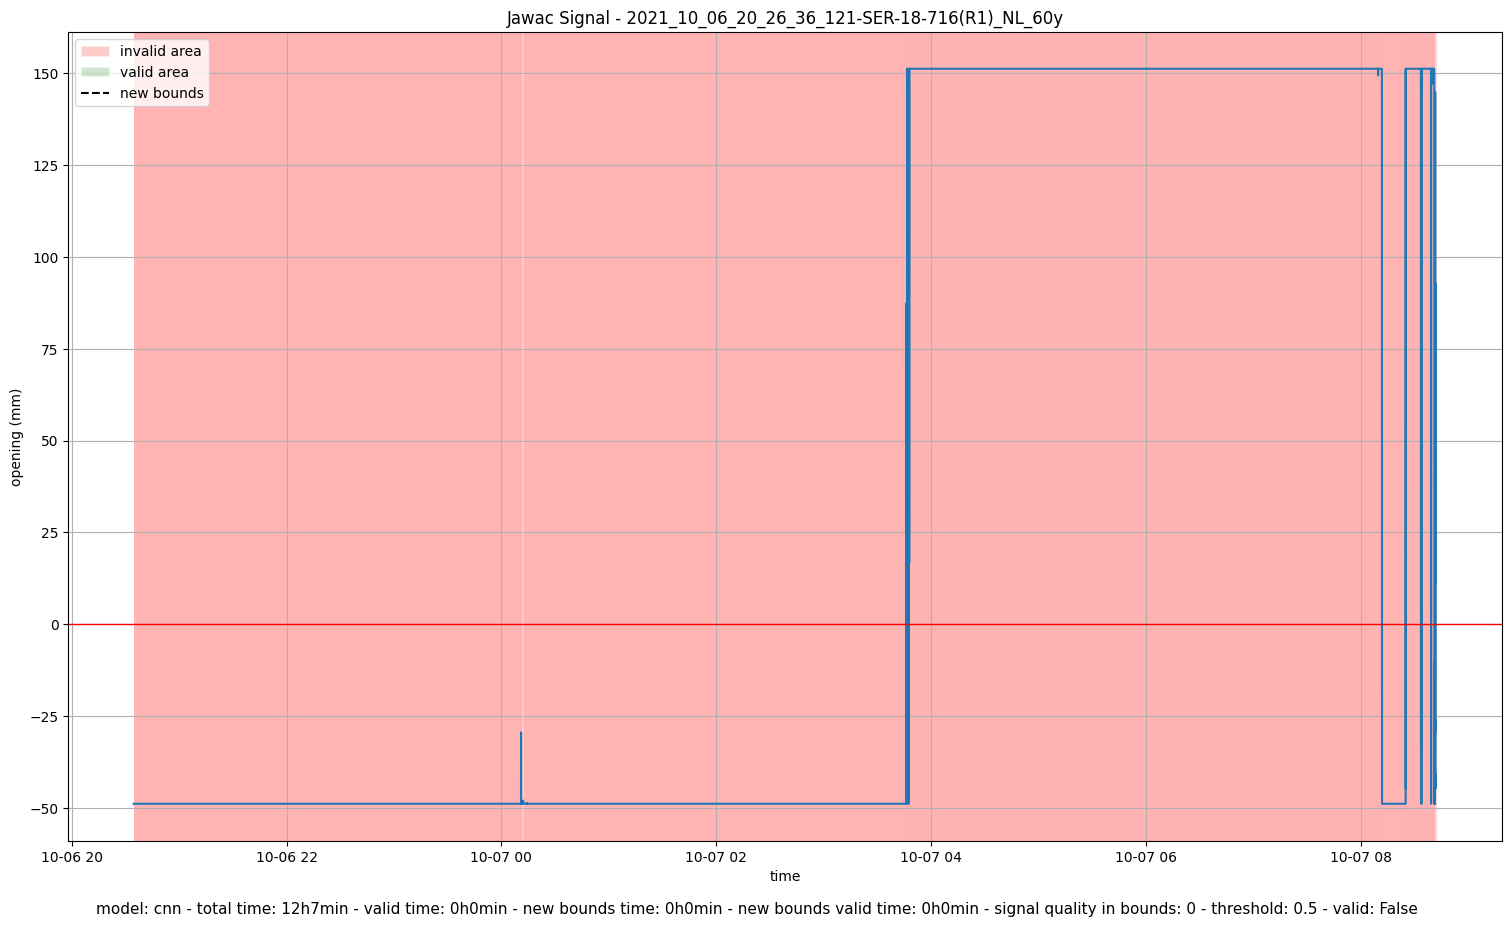 Jawac Signal - 2021_10_06_20_26_36_121-SER-18-716(R1)_NL_60y
invalid area
valid area
new bounds
150
125
100
75
50
25
0
−25
−50
opening (mm)
10-06 20
10-06 22
10-07 00
10-07 02
10-07 04
10-07 06
10-07 08
time
model: cnn - total time: 12h7min - valid time: 0h0min - new bounds time: 0h0min - new bounds valid time: 0h0min - signal quality in bounds: 0 - threshold: 0.5 - valid: False